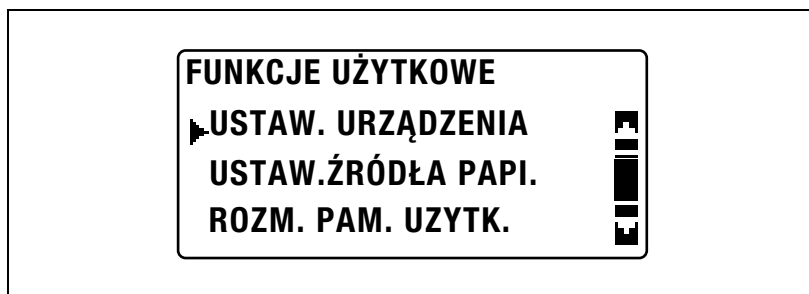 FUNKCJE UŻYTKOWE
USTAW. URZĄDZENIA
USTAW.ŹRÓDŁA PAPI.
ROZM. PAM. UZYTK.